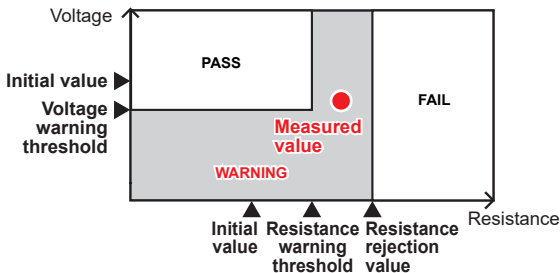 Voltage
PASS
Initial value
FAIL
Voltage
warning
threshold
Measured
value
WARNING
Resistance
Initial
value
Resistance
warning
threshold
Resistance
rejection
value